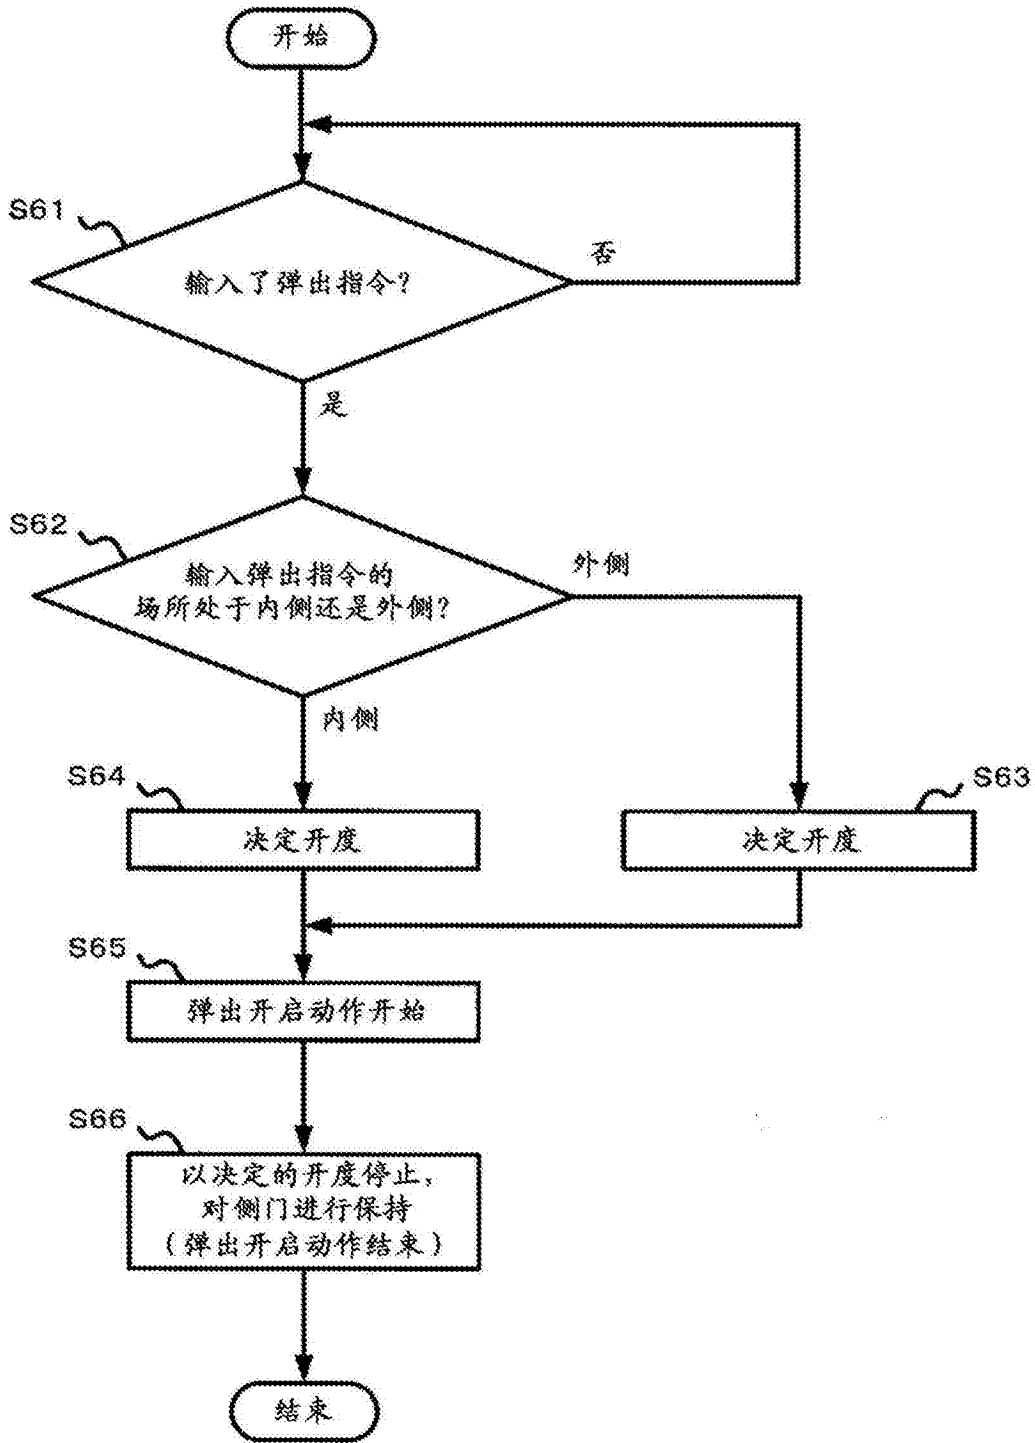 开始
S61
输入了弹出指令？
否
是
S62
输入弹出指令的
场所处于内侧还是外侧？
外侧
内侧
S64
决定开度
S63
决定开度
S65
弹出开启动作开始
S66
以决定的开度停止，
对侧门进行保持
（弹出开启动作结束）
结束